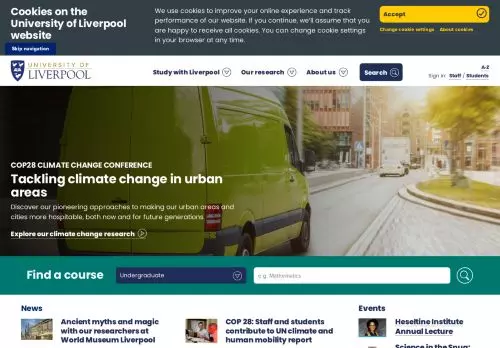 Cookies on the
University of Liverpool
website
We use cookies to improve your online experience and track
performance of our website. If you continue, we'll assume that you
are happy to receive all cookies. You can change cookie settings
in your browser at any time.
Accept
Change cookie settings
About cookies
Skip navigation
UNIVERSITY OF
LIVERPOOL
Study with Liverpool
Our research
About us
Search
A-Z
Sign in: Staff / Students
COP28 CLIMATE CHANGE CONFERENCE
Tackling climate change in urban
areas
Discover our pioneering approaches to making our urban areas and
cities more hospitable, both now and for future generations
Explore our climate change research
Find a course
Undergraduate
e.g. Mathematics
News
Ancient myths and magic
with our researchers at
World Museum Liverpool
COP 28: Staff and students
contribute to UN climate and
human mobility report
Events
Heseltine Institute
Annual Lecture
Science in the Snug: